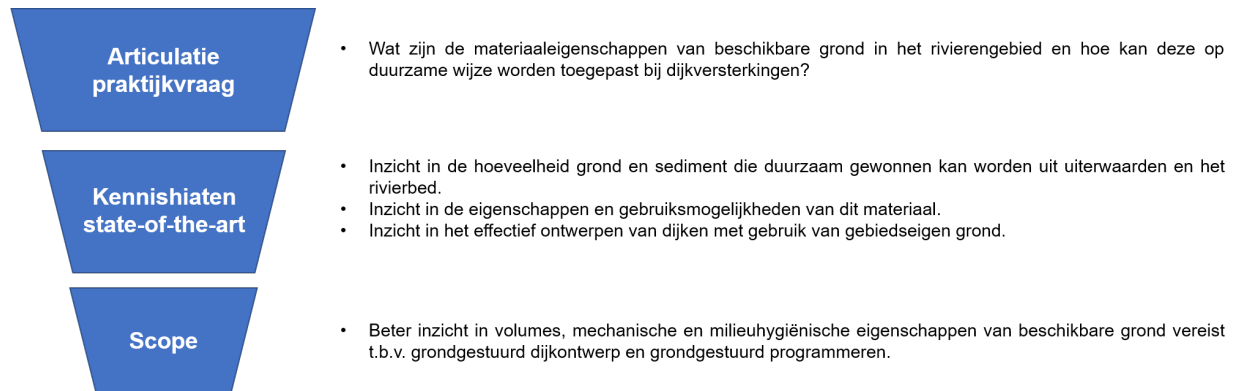 Articulatie
praktijkvraag
• Wat zijn de materiaaleigenschappen van beschikbare grond in het rivierengebied en hoe kan deze op
duurzame wijze worden toegepast bij dijkversterkingen?
Kennishiaten
state-of-the-art
• Inzicht in de hoeveelheid grond en sediment die duurzaam gewonnen kan worden uit uiterwaarden en het
rivierbed.
• Inzicht in de eigenschappen en gebruiksmogelijkheden van dit materiaal.
• Inzicht in het effectief ontwerpen van dijken met gebruik van gebiedseigen grond.
Scope
• Beter inzicht in volumes, mechanische en milieuhygiënische eigenschappen van beschikbare grond vereist
t.b.v. grondgestuurd dijkontwerp en grondgestuurd programmeren.